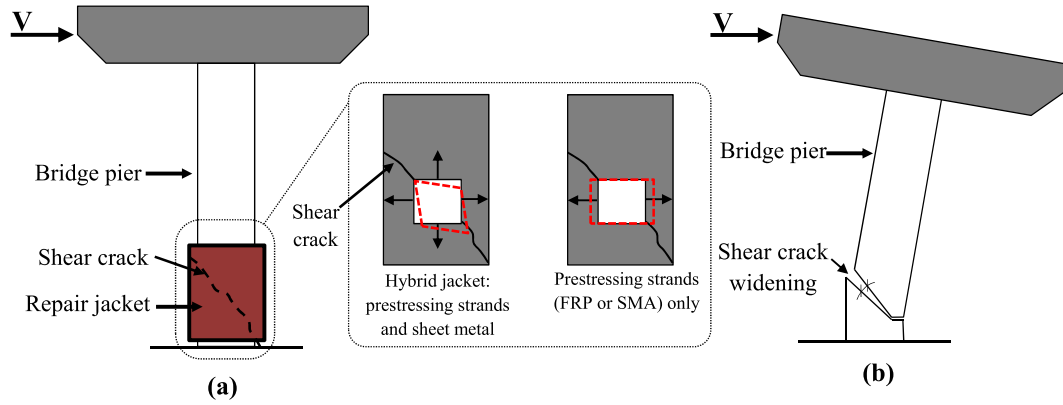 V
Bridge pier
Shear crack
Repair jacket
(a)
Shear
crack
Hybrid jacket:
prestressing strands
and sheet metal
Prestressing strands
(FRP or SMA) only
V
Bridge pier
Shear crack
widening
(b)